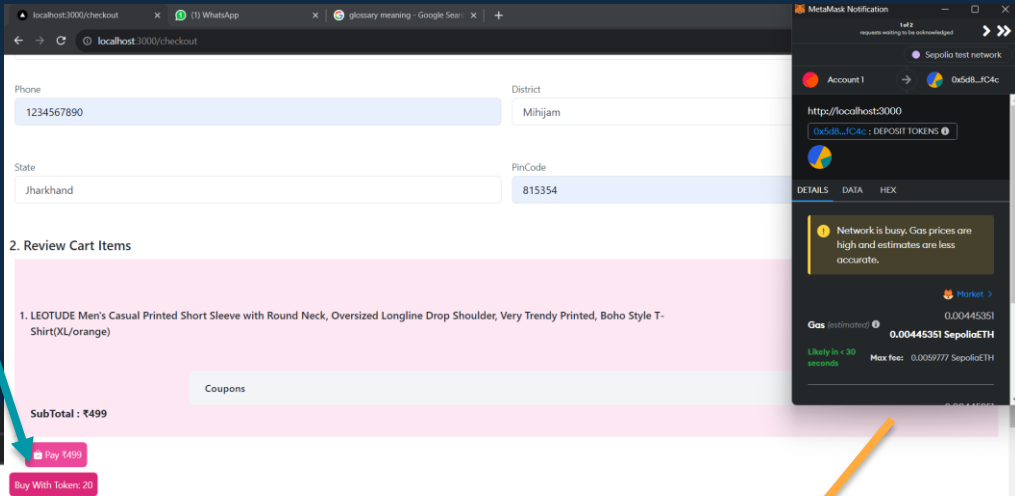 localhost:3000/checkout
(1) WhatsApp
glossary meaning - Google Sear
localhost:3000/checkout
Phone
District
1234567890
Mihijam
State
PinCode
Jharkhand
815354
2. Review Cart Items
1. LEOTUDE Men's Casual Printed Short Sleeve with Round Neck, Oversized Longline Drop Shoulder, Very Trendy Printed, Boho Style T-
Shirt(XL/orange)
Coupons
SubTotal : ₹499
Pay ₹499
Buy With Token: 20
MetaMask Notification
1 of 2
requests waiting to be acknowledged
Sepolia test network
Account 1
0x5d8...fC4c
http://localhost:3000
0x5d8...fC4c : DEPOSIT TOKENS
DETAILS DATA HEX
Network is busy. Gas prices are
high and estimates are less
accurate.
Market >
0.00445351
Gas (estimated)
0.00445351 SepoliaETH
Likely in < 30
seconds
Max fee: 0.0059777 SepoliaETH